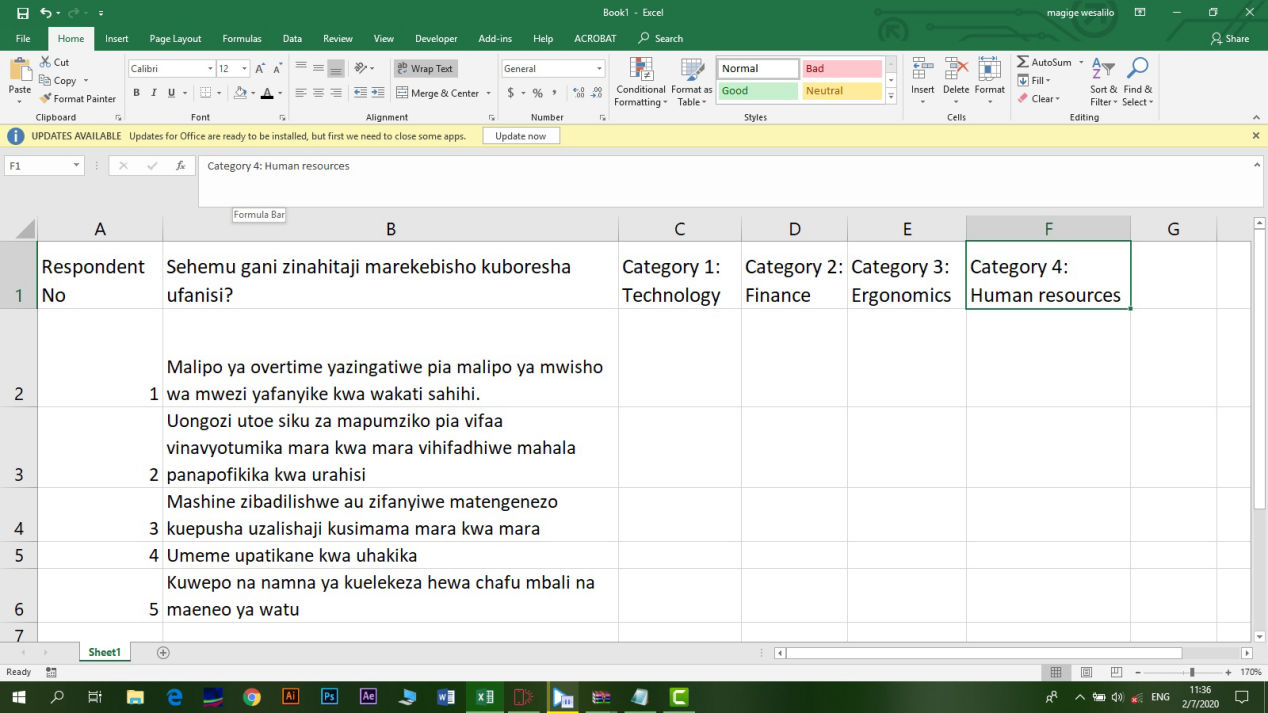 Book1 - Excel
magige wesalilo
File Home Insert Page Layout Formulas Data Review View Developer Add-ins Help ACROBAT Search Share
Paste
Cut
Copy
Format Painter
Clipboard
Calibri 12
B I U
Font
Wrap Text
Merge & Center
Alignment
General
$ % ,
Number
Conditional Formatting
Format as Table
Normal Bad
Good Neutral
Styles
Insert Delete Format
Cells
AutoSum
Fill
Clear
Sort & Filter
Find & Select
Editing
UPDATES AVAILABLE Updates for Office are ready to be installed, but first we need to close some apps. Update now
F1 fx Category 4: Human resources
Formula Bar
A B C D E F G
1
Respondent No
Sehemu gani zinahitaji marekebisho kuboresha
ufanisi?
Category 1:
Technology
Category 2:
Finance
Category 3:
Ergonomics
Category 4:
Human resources
2
1
Malipo ya overtime yazingatiwe pia malipo ya mwisho
wa mwezi yafanyike kwa wakati sahihi.
3
2
Uongozi utoe siku za mapumziko pia vifaa
vinavyotumika mara kwa mara vihifadhiwe mahala
panapofikika kwa urahisi
4
3
Mashine zibadilishwe au zifanyiwe matengenezo
kuepusha uzalishaji kusimama mara kwa mara
5
4
Umeme upatikane kwa uhakika
6
5
Kuwepo na namna ya kuelekeza hewa chafu mbali na
maeneo ya watu
7
Sheet1
Ready
170%
Ai Ps Ae
ENG
11:36
2/7/2020